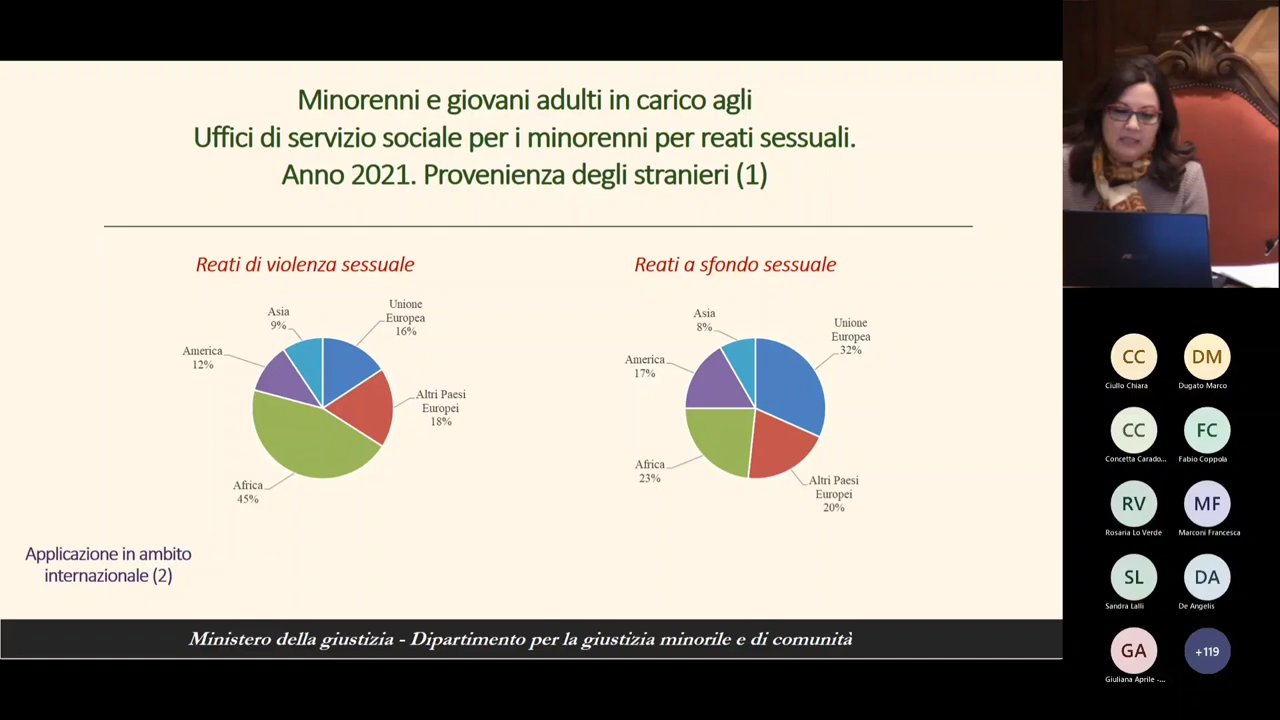 Minorenni e giovani adulti in carico agli
Uffici di servizio sociale per i minorenni per reati sessuali.
Anno 2021. Provenienza degli stranieri (1)
Reati di violenza sessuale
Asia
9%
Unione
Europea
16%
America
12%
Altri Paesi
Europei
18%
Africa
45%
Reati a sfondo sessuale
Asia
8%
Unione
Europea
32%
America
17%
Africa
23%
Altri Paesi
Europei
20%
Applicazione in ambito
internazionale (2)
Ministero della giustizia - Dipartimento per la giustizia minorile e di comunità
CC
Ciullo Chiara
DM
Dugato Marco
CC
Concetta Carado...
FC
Fabio Coppola
RV
Rosaria Lo Verde
MF
Marconi Francesca
SL
Sandra Lalli
DA
De Angelis
GA
Giuliana Aprile -...
+119